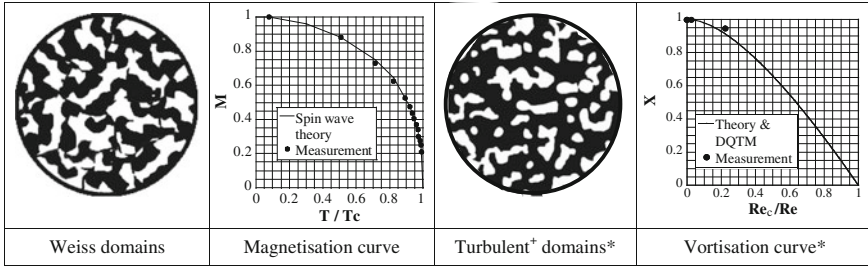 M
1
0.8
0.6
0.4
0.2
0
Spin wave
theory
Measurement
0 0.2 0.4 0.6 0.8 1
T / Tc
X
1
0.8
0.6
0.4
0.2
0
Theory &
DQTM
Measurement
0 0.2 0.4 0.6 0.8 1
Re_c/Re
Weiss domains
Magnetisation curve
Turbulent⁺ domains*
Vortisation curve*